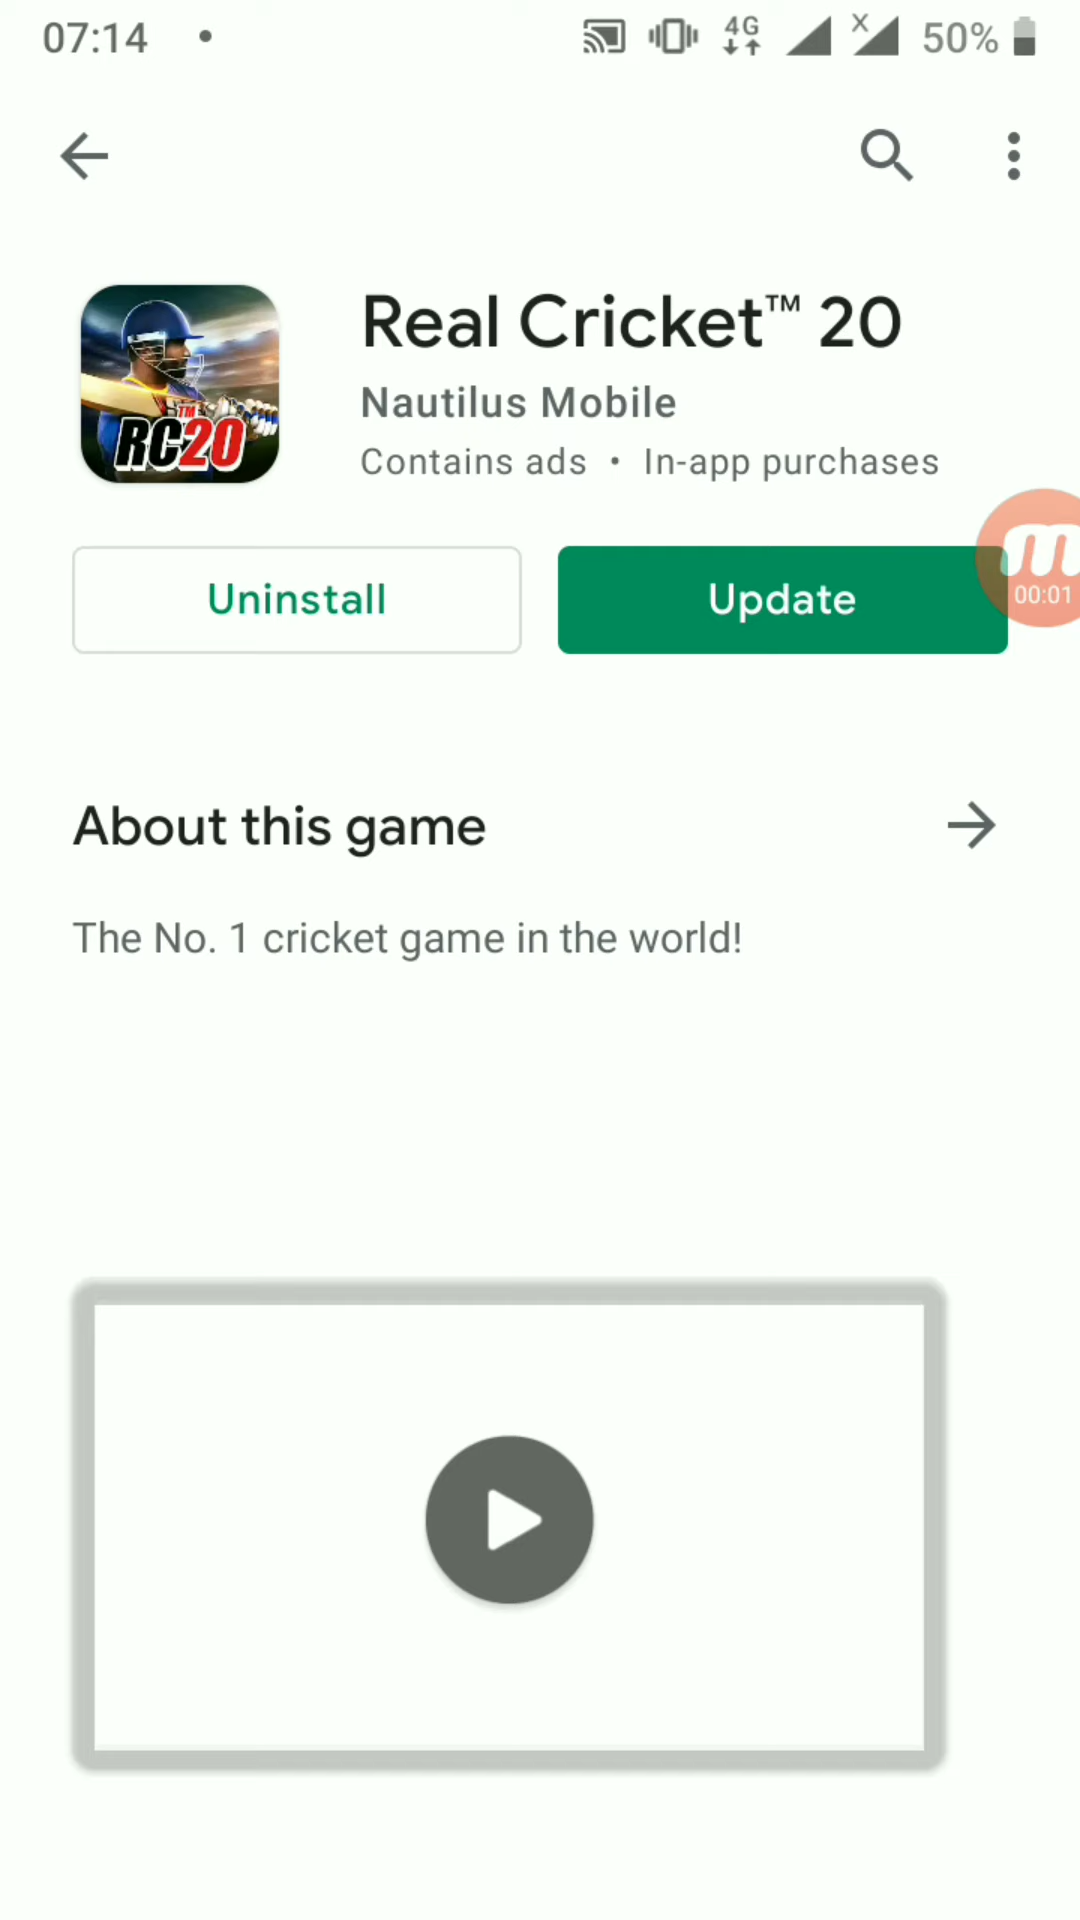 07:14
4G
X
50%
Real Cricket™ 20
Nautilus Mobile
Contains ads • In-app purchases
TM
RC20
Uninstall
Update
m
00:01
About this game
The No. 1 cricket game in the world!